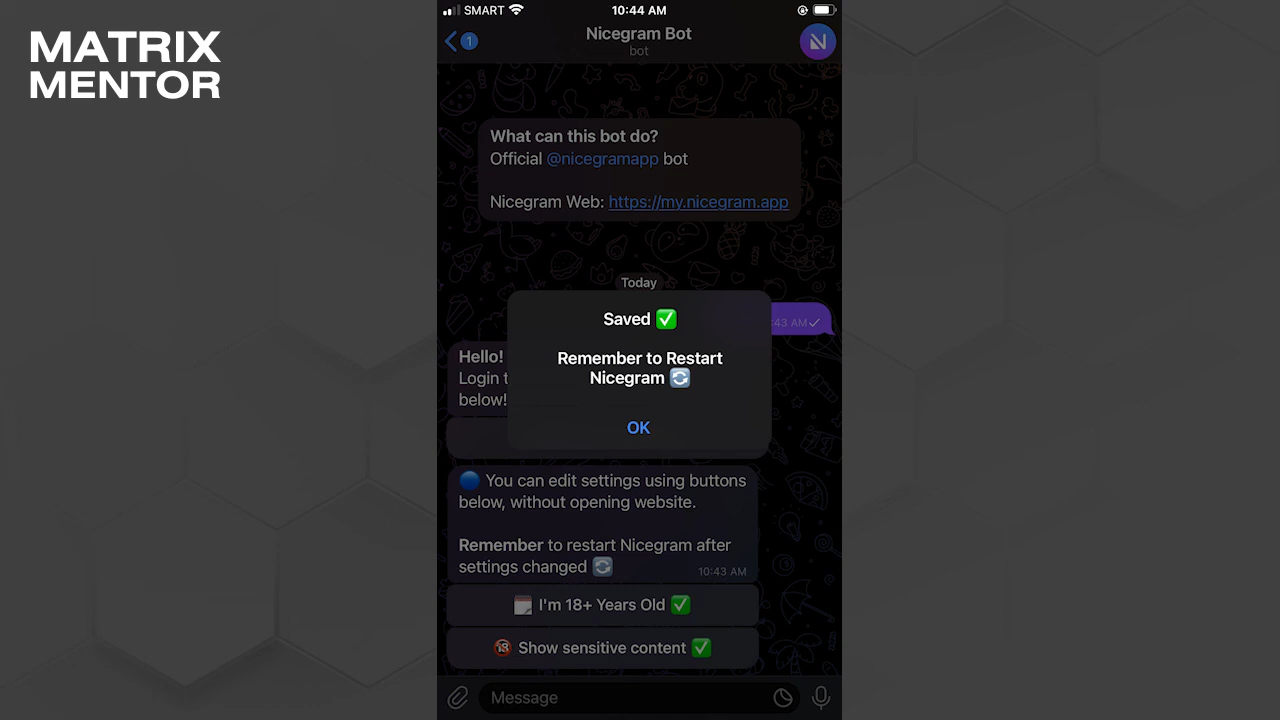 MATRIX
MENTOR
SMART
10:44 AM
1
Nicegram Bot
bot
What can this bot do?
Official @nicegramapp bot
Nicegram Web: https://my.nicegram.app
Today
Saved ✅
:43 AM
Remember to Restart
Nicegram 🔄
OK
Hello!
Login t
below!
🔵 You can edit settings using buttons
below, without opening website.
Remember to restart Nicegram after
settings changed 🔄
10:43 AM
I'm 18+ Years Old ✅
🔞 Show sensitive content ✅
Message